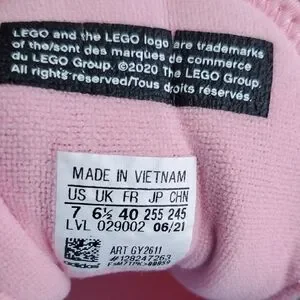 LEGO and the LEGO logo are trademarks
of the/sont des marques de commerce
du LEGO Group. ©2020 The LEGO Group.
All rights reserved/Tous droits réservés.
MADE IN VIETNAM
US UK FR JP CHN
7 6½ 40 255 245
LVL 029002 06/21
ART GY2611
#128247263
adidas